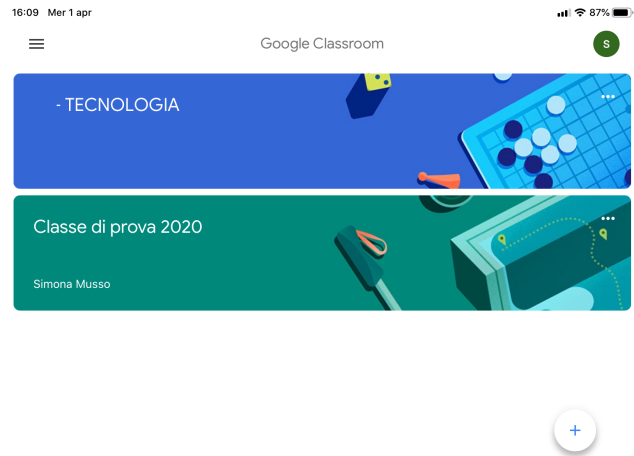 16:09 Mer 1 apr 87%
Google Classroom
S
- TECNOLOGIA
Classe di prova 2020
Simona Musso